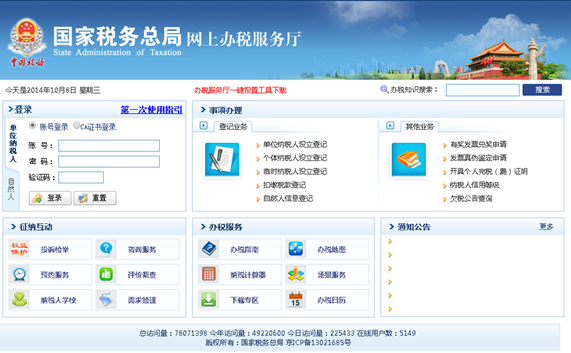 国家税务总局 网上办税服务厅
State Administration of Taxation
中国税务
今天是2014年10月8日 星期三
办税服务厅一键设置工具下载
办税知识搜索：
搜索
登录
第一次使用指引
单位纳税人
自然人
账号登录 CA证书登录
账 号：
密 码：
验证码：
登录 重置
事项办理
登记业务
单位纳税人设立登记
个体纳税人设立登记
临时纳税人设立登记
扣缴税款登记
自然人信息登记
其他业务
有奖发票兑奖申请
发票真伪鉴定申请
开具个人完税（费）证明
纳税人信用等级
欠税公告查询
征纳互动
权益保护
投诉检举 咨询服务
预约服务 评价调查
纳税人学校 需求管理
办税服务
办税指南 办税地图
纳税计算器 场景服务
下载专区 15 办税日历
通知公告
更多
总访问量：78071398 今年访问量：49220600 今日访问量：225433 在线用户数：5149
版权所有：国家税务总局 京ICP备13021685号